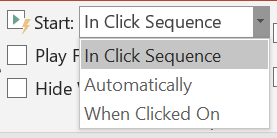 Start: In Click Sequence
Play F
In Click Sequence
Automatically
Hide
When Clicked On